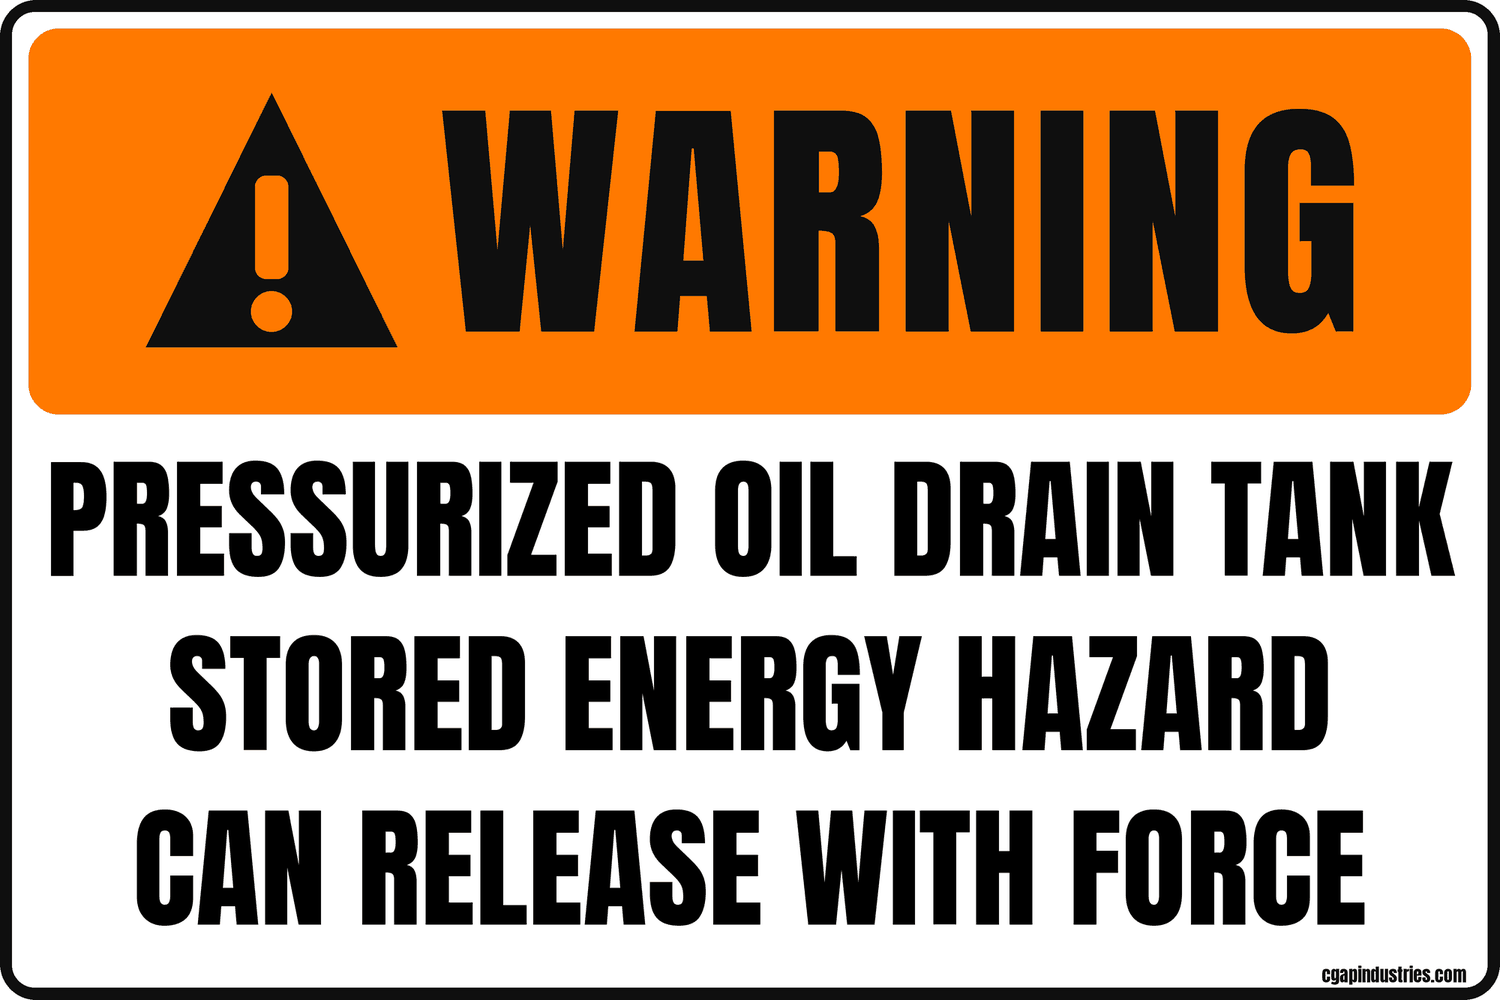 WARNING
PRESSURIZED OIL DRAIN TANK
STORED ENERGY HAZARD
CAN RELEASE WITH FORCE
cgapindustries.com